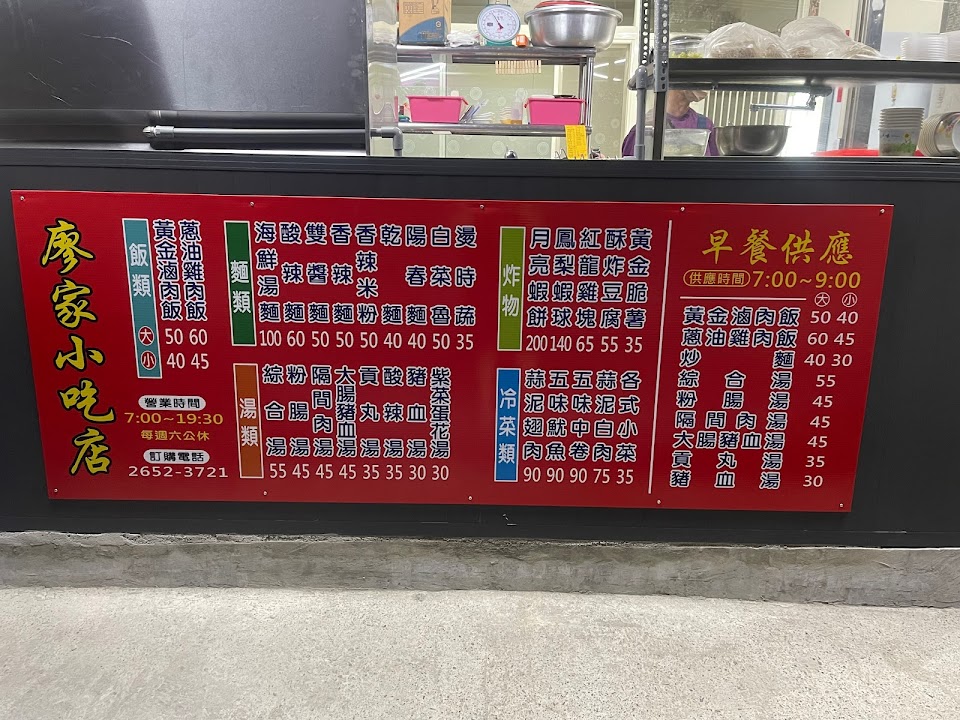 廖家小吃店
飯類
大
小
黃金滷肉飯 50 40
蔥油雞肉飯 60 45
營業時間
7:00~19:30
每週六公休
訂購電話
2652-3721
麵類
海鮮湯麵 100
酸辣麵 60
雙醬麵 50
香辣麵 50
香辣米粉 50
乾麵 40
陽春麵 40
白菜魯 50
燙時蔬 35
湯類
綜合湯 55
粉腸湯 45
隔間肉湯 45
大腸豬血湯 45
貢丸湯 35
酸辣湯 35
豬血湯 30
紫菜蛋花湯 30
炸物
月亮蝦餅 200
鳳梨蝦球 140
紅龍雞塊 65
酥炸豆腐 55
黃金脆薯 35
冷菜類
蒜泥翅肉 90
五味魷魚 90
五味中卷 90
蒜泥白肉 75
各式小菜 35
早餐供應
供應時間 7:00~9:00
大 小
黃金滷肉飯 50 40
蔥油雞肉飯 60 45
炒麵 40 30
綜合湯 55
粉腸湯 45
隔間肉湯 45
大腸豬血湯 45
貢丸湯 35
豬血湯 30